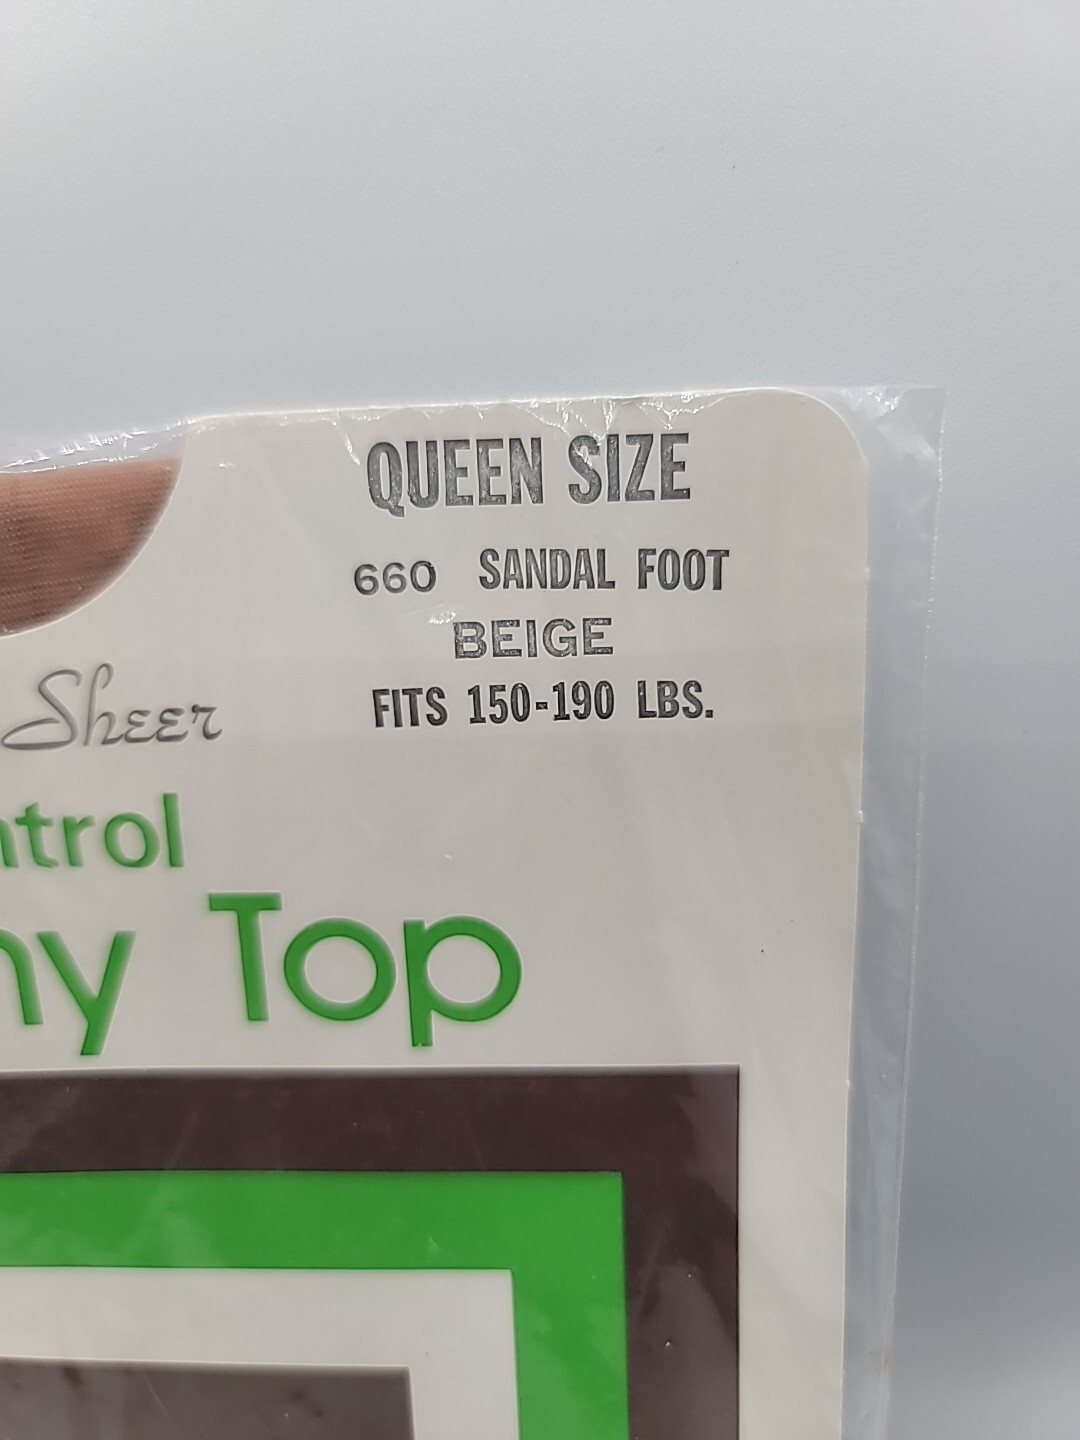 QUEEN SIZE
660 SANDAL FOOT
BEIGE
FITS 150-190 LBS.
Sheer
ntrol
ny Top